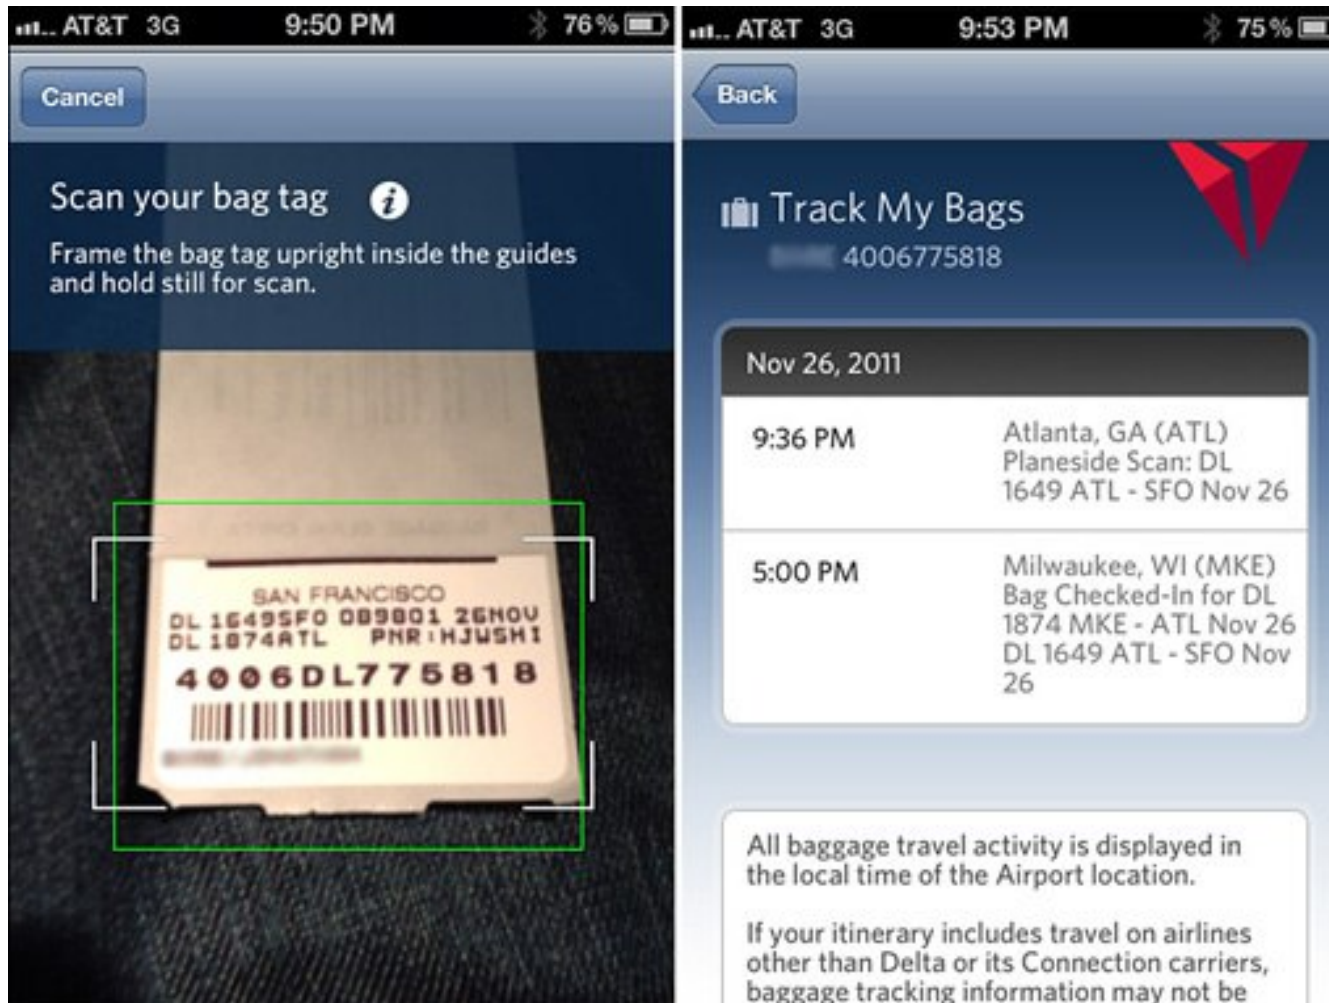 AT&T 3G 9:50 PM 76%
Cancel
Scan your bag tag i
Frame the bag tag upright inside the guides
and hold still for scan.
SAN FRANCISCO
DL 1649SFO 089801 26NOV
DL 1874ATL PNR:HJWSHI
4006DL775818
AT&T 3G 9:53 PM 75%
Back
Track My Bags
4006775818
Nov 26, 2011
9:36 PM
Atlanta, GA (ATL)
Planeside Scan: DL
1649 ATL - SFO Nov 26
5:00 PM
Milwaukee, WI (MKE)
Bag Checked-In for DL
1874 MKE - ATL Nov 26
DL 1649 ATL - SFO Nov
26
All baggage travel activity is displayed in
the local time of the Airport location.
If your itinerary includes travel on airlines
other than Delta or its Connection carriers,
baggage tracking information may not be